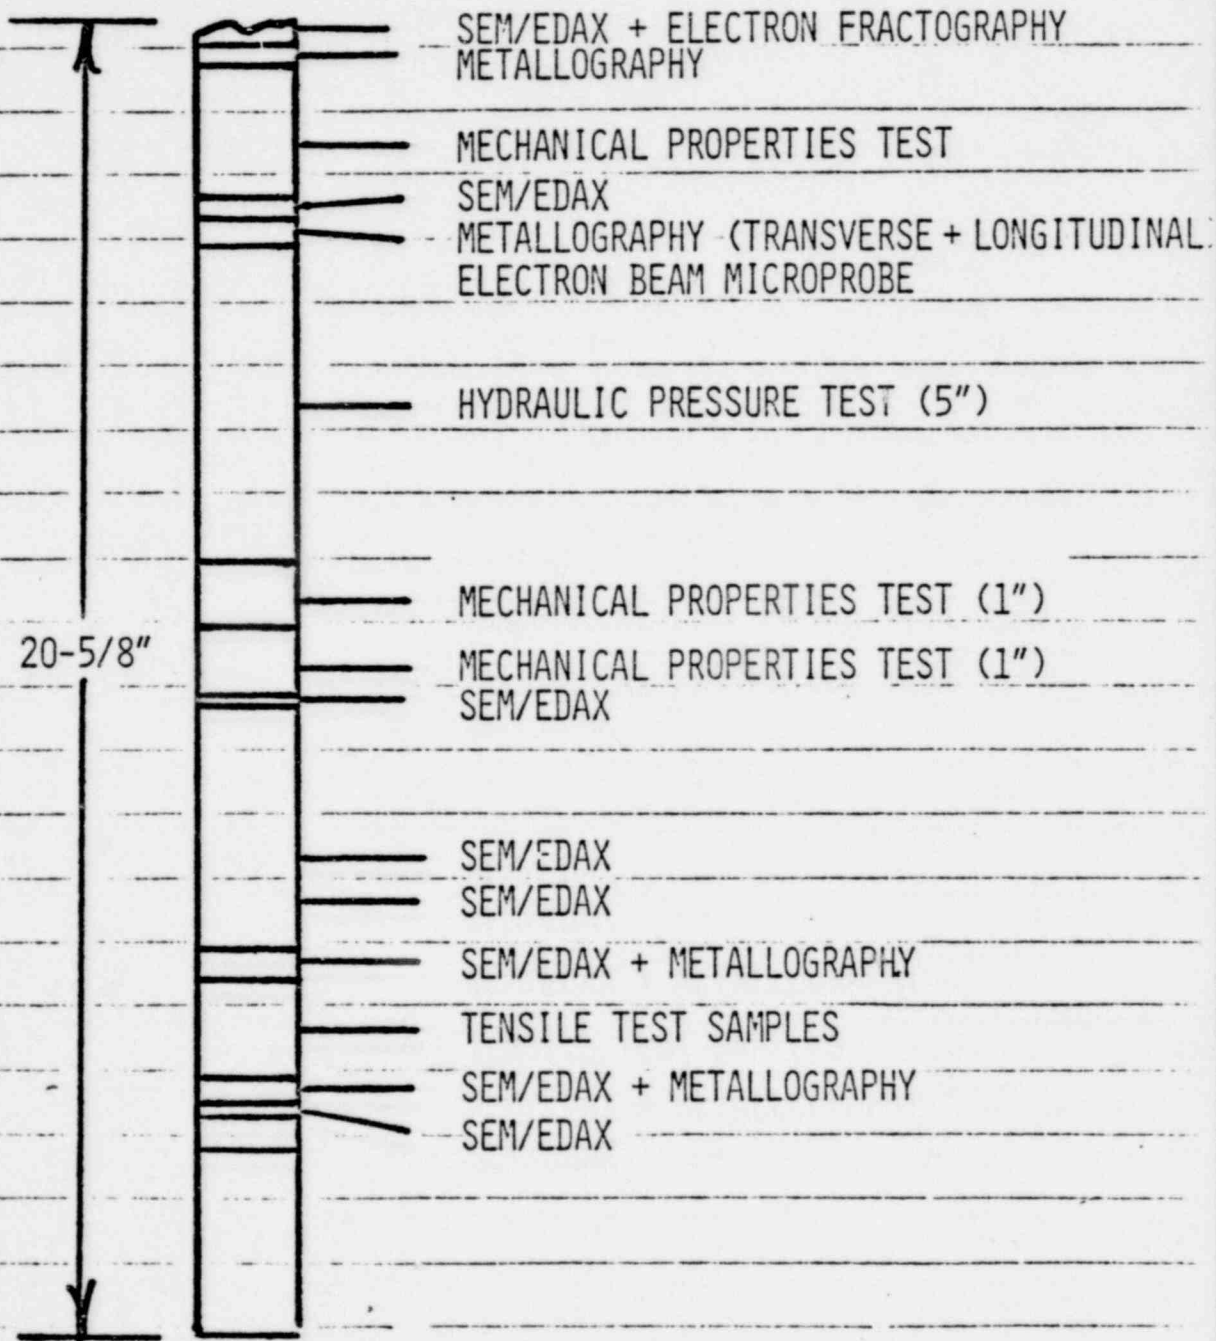 SEM/EDAX + ELECTRON FRACTOGRAPHY
METALLOGRAPHY
MECHANICAL PROPERTIES TEST
SEM/EDAX
METALLOGRAPHY (TRANSVERSE + LONGITUDINAL
ELECTRON BEAM MICROPROBE
HYDRAULIC PRESSURE TEST (5")
MECHANICAL PROPERTIES TEST (1")
20-5/8"
MECHANICAL PROPERTIES TEST (1")
SEM/EDAX
SEM/EDAX
SEM/EDAX
SEM/EDAX + METALLOGRAPHY
TENSILE TEST SAMPLES
SEM/EDAX + METALLOGRAPHY
SEM/EDAX